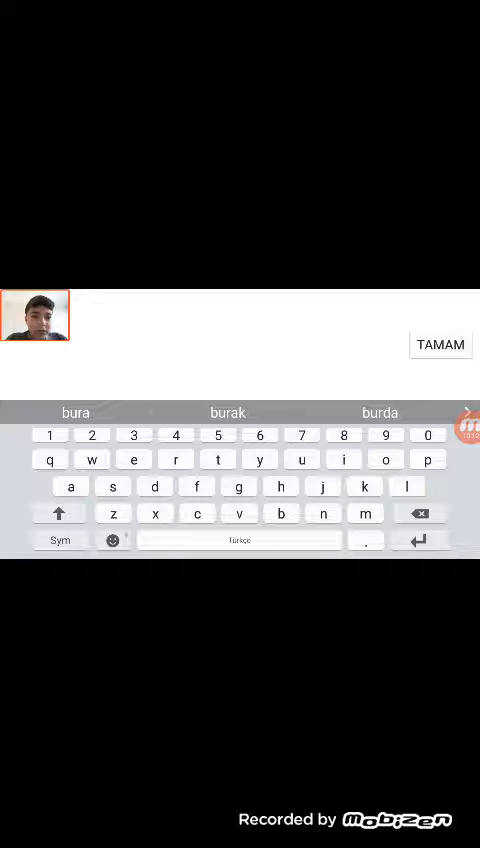 TAMAM
bura burak burda
1 2 3 4 5 6 7 8 9 0
q w e r t y u i o p
a s d f g h j k l
z x c v b n m
Sym Türkçe .
Recorded by Mobizen